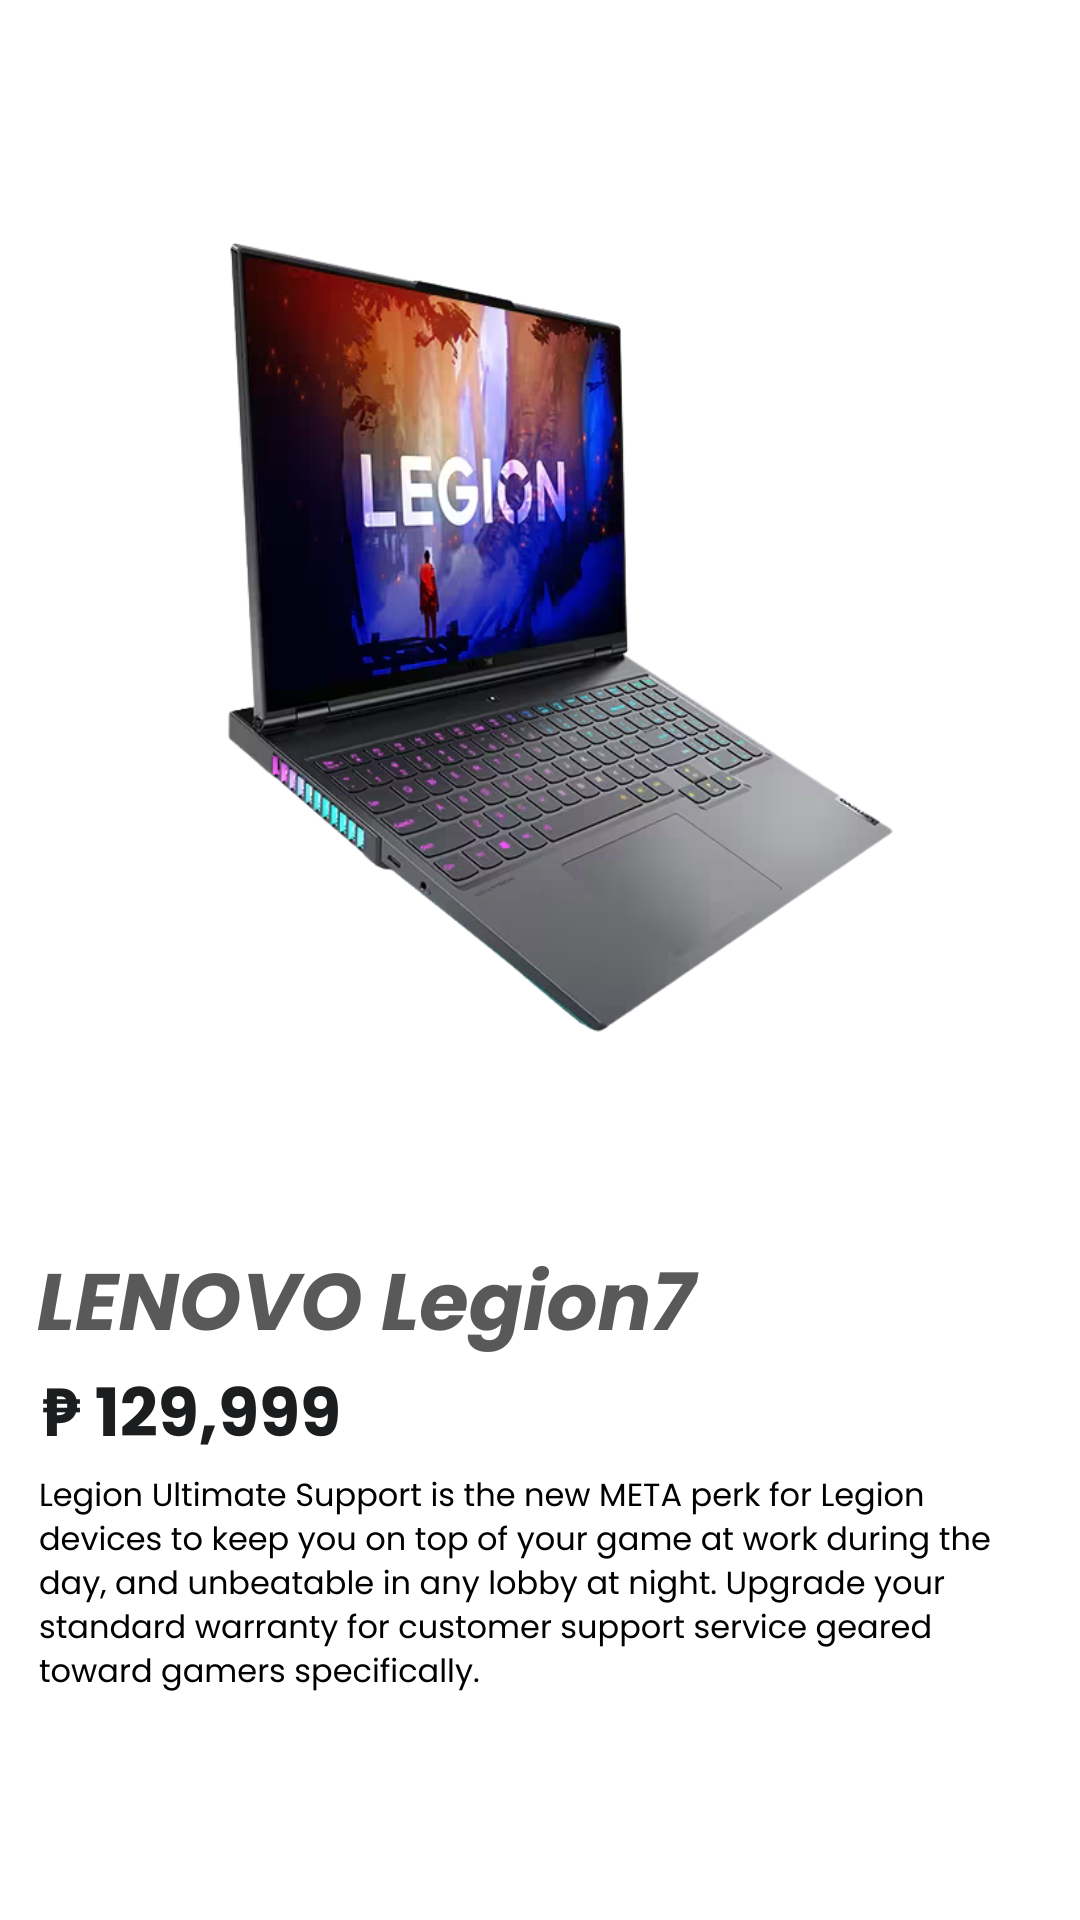 LEGION
LENOVO Legion7
₱ 129,999
Legion Ultimate Support is the new META perk for Legion
devices to keep you on top of your game at work during the
day, and unbeatable in any lobby at night. Upgrade your
standard warranty for customer support service geared
toward gamers specifically.